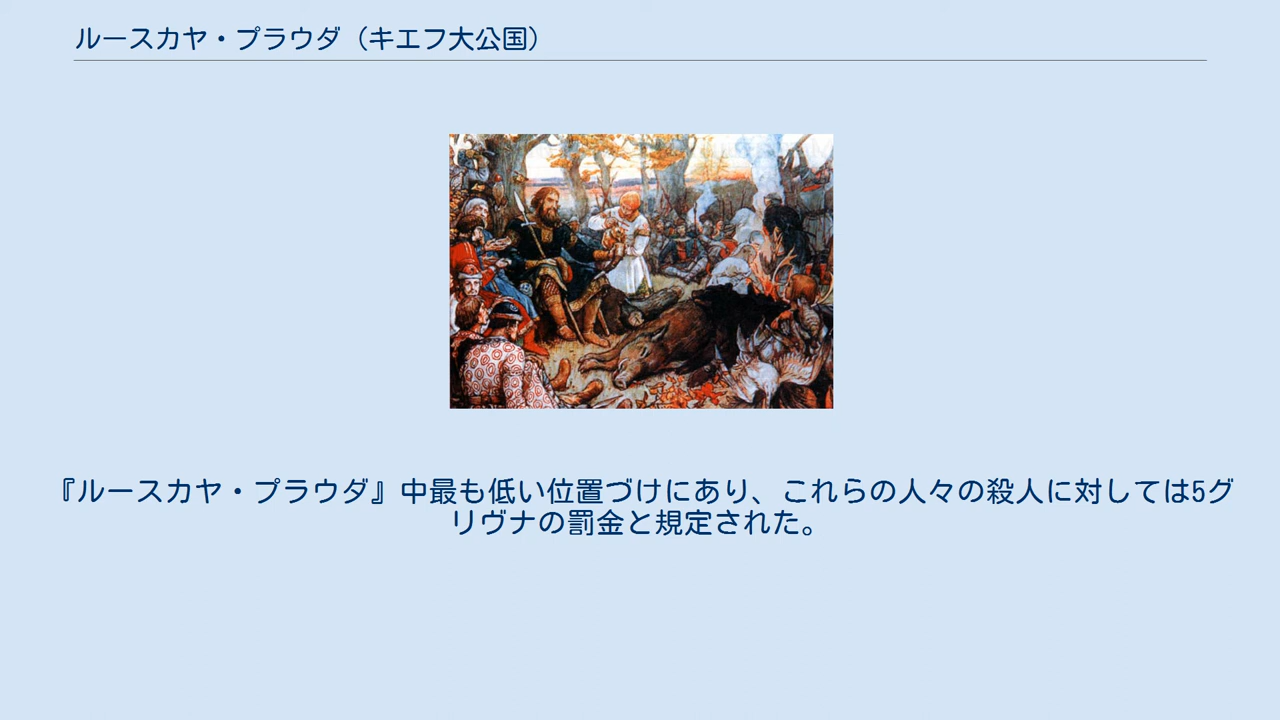 ルースカヤ・プラウダ（キエフ大公国）
『ルースカヤ・プラウダ』中最も低い位置づけにあり、これらの人々の殺人に対しては5グ
リヴナの罰金と規定された。